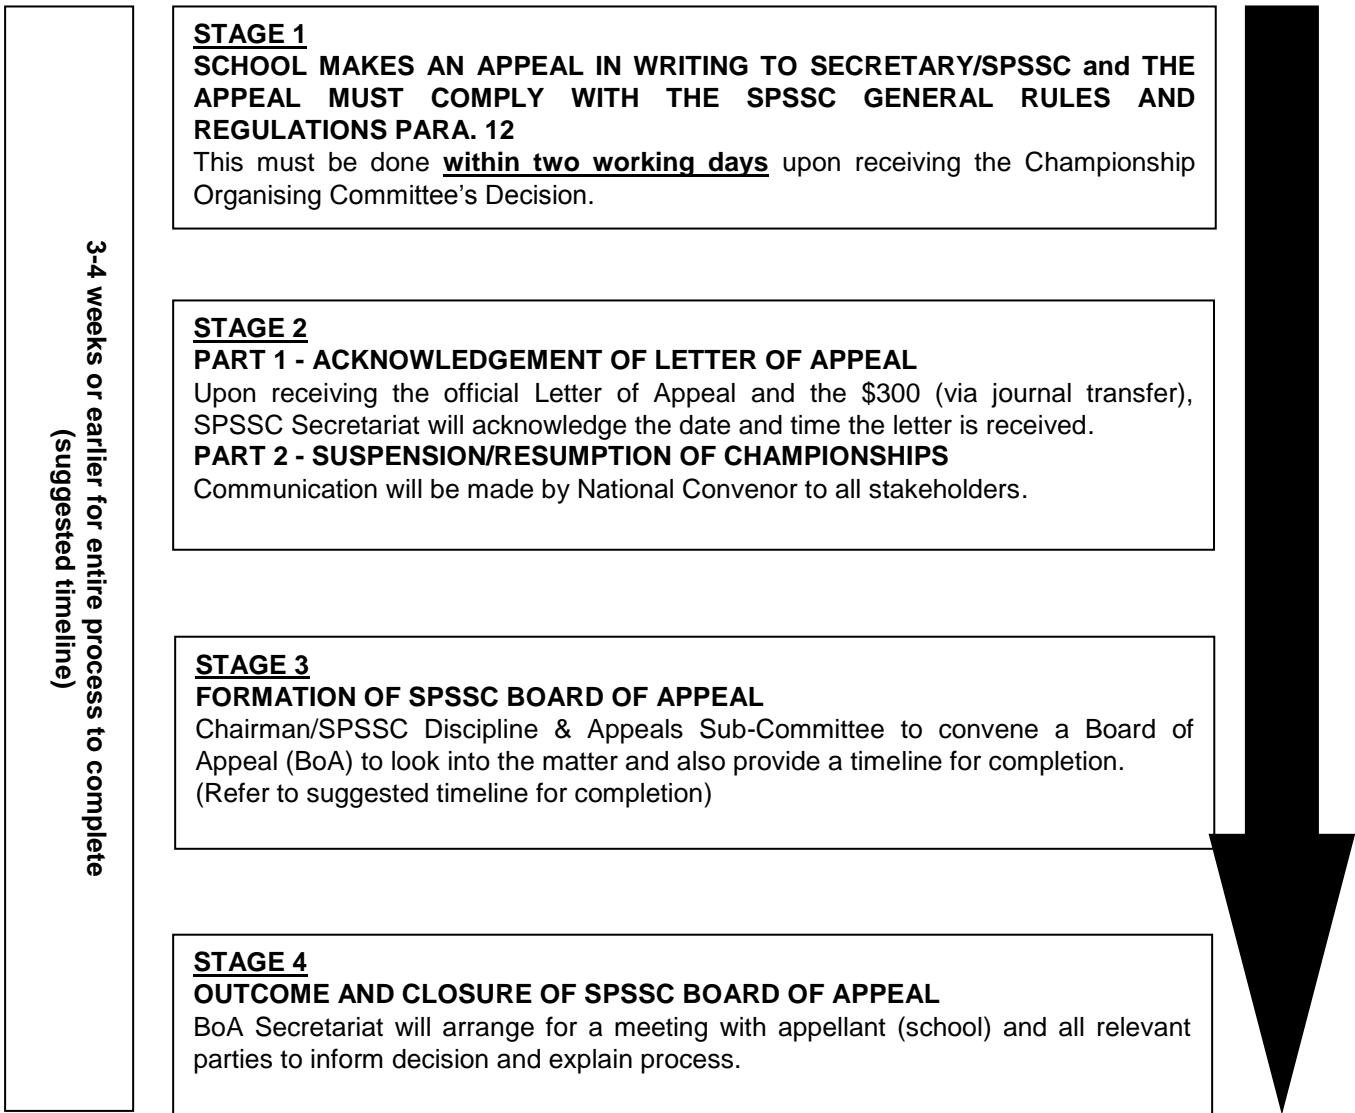 3-4 weeks or earlier for entire process to complete
(suggested timeline)
STAGE 1
SCHOOL MAKES AN APPEAL IN WRITING TO SECRETARY/SPSSC and THE
APPEAL MUST COMPLY WITH THE SPSSC GENERAL RULES AND
REGULATIONS PARA. 12
This must be done within two working days upon receiving the Championship
Organising Committee’s Decision.
STAGE 2
PART 1 - ACKNOWLEDGEMENT OF LETTER OF APPEAL
Upon receiving the official Letter of Appeal and the $300 (via journal transfer),
SPSSC Secretariat will acknowledge the date and time the letter is received.
PART 2 - SUSPENSION/RESUMPTION OF CHAMPIONSHIPS
Communication will be made by National Convenor to all stakeholders.
STAGE 3
FORMATION OF SPSSC BOARD OF APPEAL
Chairman/SPSSC Discipline & Appeals Sub-Committee to convene a Board of
Appeal (BoA) to look into the matter and also provide a timeline for completion.
(Refer to suggested timeline for completion)
STAGE 4
OUTCOME AND CLOSURE OF SPSSC BOARD OF APPEAL
BoA Secretariat will arrange for a meeting with appellant (school) and all relevant
parties to inform decision and explain process.